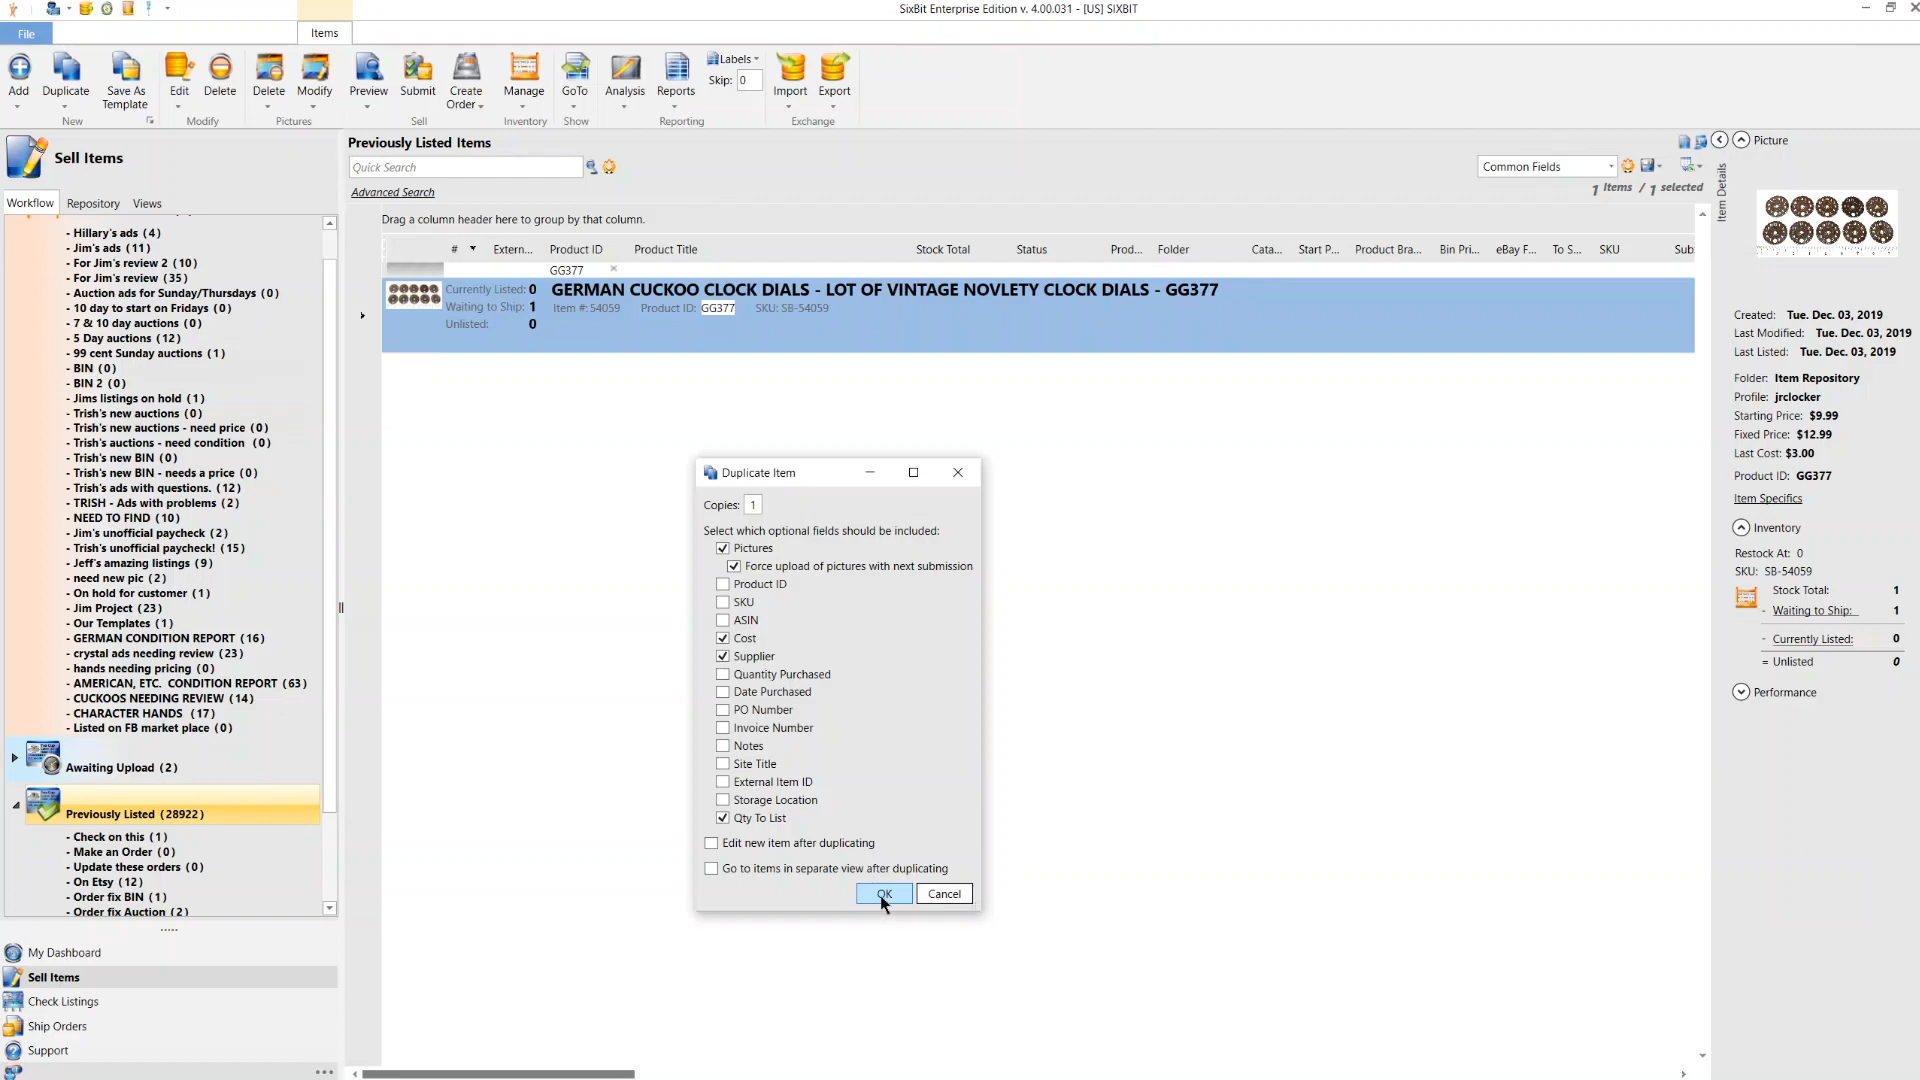 SixBit Enterprise Edition v. 4.00.031 - [US] SIXBIT
File
Items
Add
Duplicate
Save As
Template
Edit
Delete
Delete
Modify
Preview
Submit
Create
Order
Manage
GoTo
Analysis
Reports
Labels
Skip: 0
Import
Export
New
Modify
Pictures
Sell
Inventory
Show
Reporting
Exchange
Sell Items
Workflow
Repository
Views
- Hillary's ads (4)
- Jim's ads (11)
- For Jim's review 2 (10)
- For Jim's review (35)
- Auction ads for Sunday/Thursdays (0)
- 10 day to start on Fridays (0)
- 7 & 10 day auctions (0)
- 5 Day auctions (12)
- 99 cent Sunday auctions (1)
- BIN (0)
- BIN 2 (0)
- Jims listings on hold (1)
- Trish's new auctions (0)
- Trish's new auctions - need price (0)
- Trish's auctions - need condition (0)
- Trish's new BIN (0)
- Trish's new BIN - needs a price (0)
- Trish's ads with questions. (12)
- TRISH - Ads with problems (2)
- NEED TO FIND (10)
- Jim's unofficial paycheck (2)
- Trish's unofficial paycheck! (15)
- Jeff's amazing listings (9)
- need new pic (2)
- On hold for customer (1)
- Jim Project (23)
- Our Templates (1)
- GERMAN CONDITION REPORT (16)
- crystal ads needing review (23)
- hands needing pricing (0)
- AMERICAN, ETC. CONDITION REPORT (63)
- CUCKOOS NEEDING REVIEW (14)
- CHARACTER HANDS (17)
- Listed on FB market place (0)
Awaiting Upload (2)
Previously Listed (28922)
- Check on this (1)
- Make an Order (0)
- Update these orders (0)
- On Etsy (12)
- Order fix BIN (1)
- Order fix Auction (2)
.....
My Dashboard
Sell Items
Check Listings
Ship Orders
Support
Previously Listed Items
Quick Search
Advanced Search
Common Fields
1 Items / 1 selected
Drag a column header here to group by that column.
# Extern... Product ID Product Title Stock Total Status Prod... Folder Cata... Start P... Product Bra... Bin Pri... eBay F... To S... SKU Sub
GG377
Currently Listed: 0 GERMAN CUCKOO CLOCK DIALS - LOT OF VINTAGE NOVLETY CLOCK DIALS - GG377
Waiting to Ship: 1 Item #: 54059 Product ID: GG377 SKU: SB-54059
Unlisted: 0
Duplicate Item
Copies: 1
Select which optional fields should be included:
Pictures
Force upload of pictures with next submission
Product ID
SKU
ASIN
Cost
Supplier
Quantity Purchased
Date Purchased
PO Number
Invoice Number
Notes
Site Title
External Item ID
Storage Location
Qty To List
Edit new item after duplicating
Go to items in separate view after duplicating
OK
Cancel
Item Details
Picture
Created: Tue. Dec. 03, 2019
Last Modified: Tue. Dec. 03, 2019
Last Listed: Tue. Dec. 03, 2019
Folder: Item Repository
Profile: jrclocker
Starting Price: $9.99
Fixed Price: $12.99
Last Cost: $3.00
Product ID: GG377
Item Specifics
Inventory
Restock At: 0
SKU: SB-54059
Stock Total: 1
- Waiting to Ship: 1
- Currently Listed: 0
= Unlisted 0
Performance